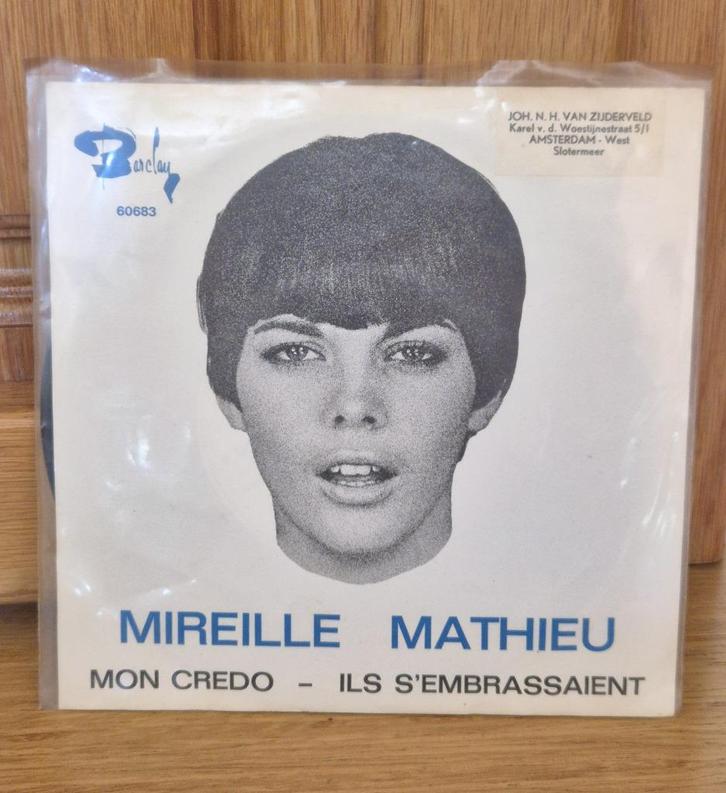 Barclay
60683
JOH. N. H. VAN ZIJDERVELD
Karel v. d. Woestijnestraat 5/I
AMSTERDAM - West
Slotermeer
MIREILLE MATHIEU
MON CREDO – ILS S'EMBRASSAIENT